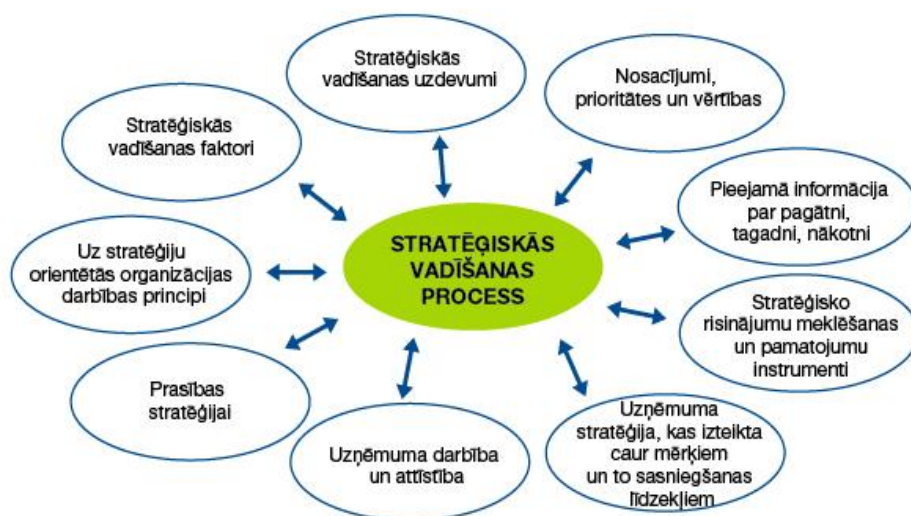 Stratēģiskās
vadīšanas uzdevumi
Nosacījumi,
prioritātes un vērtības
Stratēģiskās
vadīšanas faktori
Pieejamā informācija
par pagātni,
tagadni, nākotni
Uz stratēģiju
orientētās organizācijas
darbības principi
STRATĒĢISKĀS
VADĪŠANAS
PROCESS
Stratēģisko
risinājumu meklēšanas
un pamatojumu
instrumenti
Prasības
stratēģijai
Uzņēmuma darbība
un attīstība
Uzņēmuma
stratēģija, kas izteikta
caur mērķiem
un to sasniegšanas
līdzekļiem